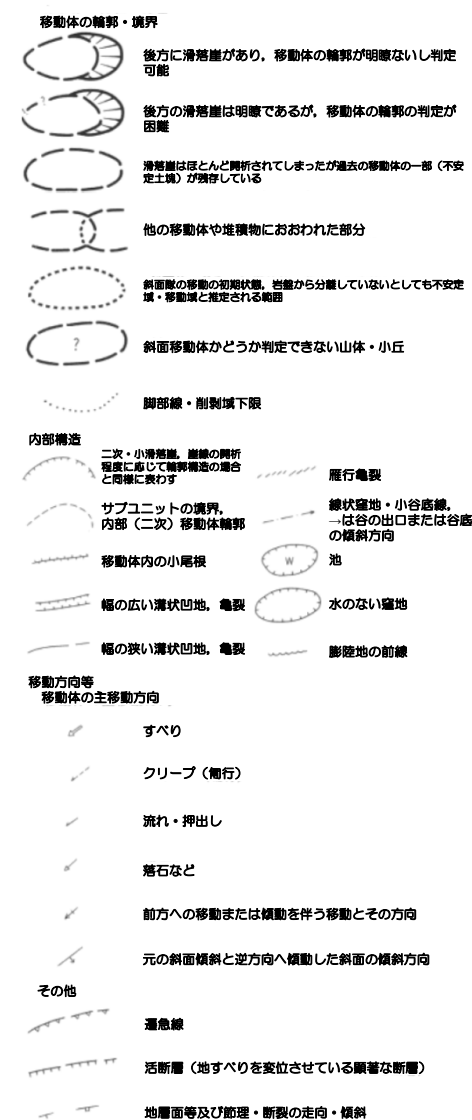 移動体の輪郭・境界
後方に滑落崖があり,移動体の輪郭が明瞭ないし判定
可能
後方の滑落崖は明瞭であるが,移動体の輪郭の判定が
困難
滑落崖はほとんど開析されてしまったが過去の移動体の一部(不安
定土塊)が残存している
他の移動体や堆積物におおわれた部分
斜面隊の移動の初期状態,岩盤から分離していないとしても不安定
域・移動域と推定される範囲
?
斜面移動体かどうか判定できない山体・小丘
脚部線・削剥域下限
内部構造
二次・小滑落崖,崖線の開析
程度に応じて輪郭構造の場合
と同様に表わす
雁行亀裂
サブユニットの境界,
内部(二次)移動体輪郭
線状窪地・小谷底線,
→は谷の出口または谷底
の傾斜方向
移動体内の小尾根
W
池
幅の広い溝状凹地,亀裂
水のない窪地
幅の狭い溝状凹地,亀裂
膨陸地の前線
移動方向等
移動体の主移動方向
すべり
クリープ(匍行)
流れ・押出し
落石など
前方への移動または傾動を伴う移動とその方向
元の斜面傾斜と逆方向へ傾動した斜面の傾斜方向
その他
遷急線
活断層(地すべりを変位させている顕著な断層)
地層面等及び節理・断裂の走向・傾斜